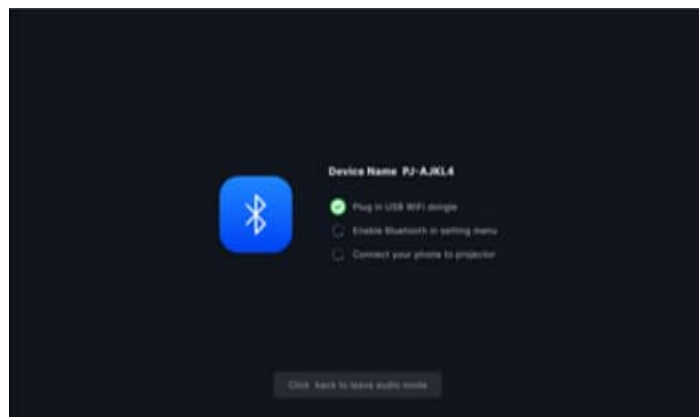 Device Name PJ-AJKL4
Plug in USB WiFi dongle
Enable Bluetooth in setting menu
Connect your phone to projector
Click back to leave audio mode